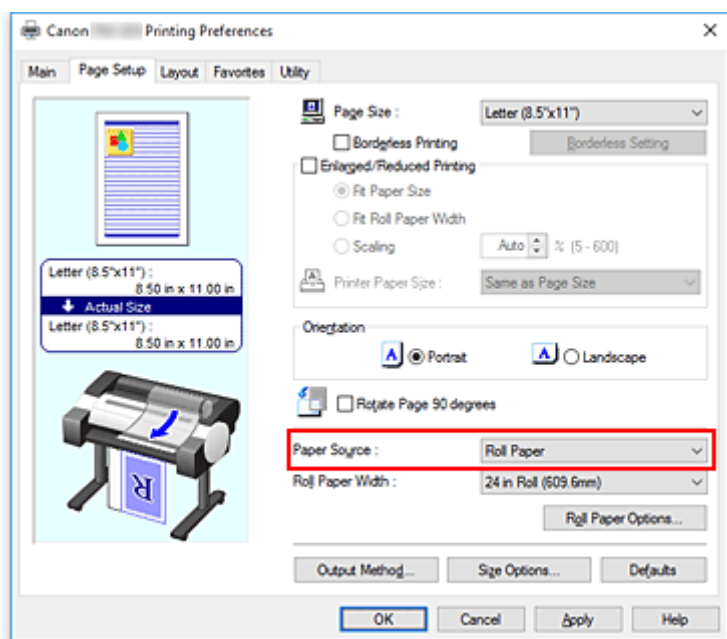 Canon Printing Preferences
Main Page Setup Layout Favorites Utility
Page Size : Letter (8.5"x11")
Borderless Printing Borderless Setting
Enlarged/Reduced Printing
Fit Paper Size
Fit Roll Paper Width
Scaling Auto % (5 - 600)
Printer Paper Size : Same as Page Size
Letter (8.5"x11") :
8.50 in x 11.00 in
Actual Size
Letter (8.5"x11") :
8.50 in x 11.00 in
Orientation
A Portrait A Landscape
Rotate Page 90 degrees
Paper Source : Roll Paper
Roll Paper Width : 24 in Roll (609.6mm)
R
Roll Paper Options...
Output Method... Size Options... Defaults
OK Cancel Apply Help